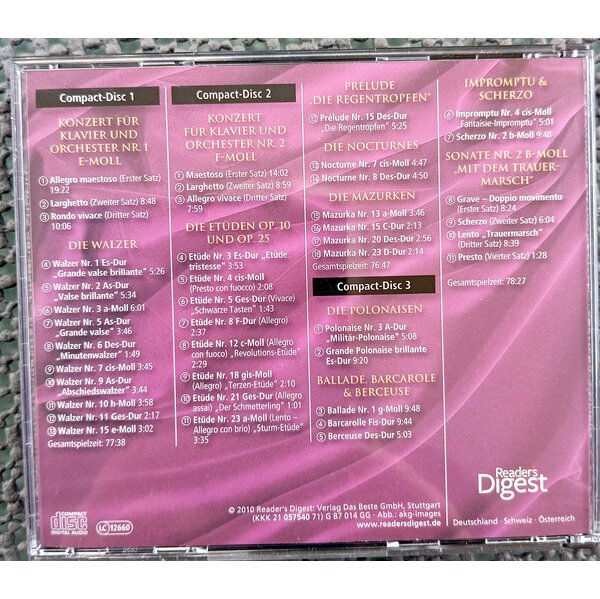 Compact-Disc 1
KONZERT FÜR
KLAVIER UND
ORCHESTER NR. 1
E-MOLL
① Allegro maestoso (Erster Satz)
19:22
② Larghetto (Zweiter Satz) 8:48
③ Rondo vivace (Dritter Satz)
10:06
DIE WALZER
④ Walzer Nr. 1 Es-Dur
„Grande valse brillante“ 5:26
⑤ Walzer Nr. 2 As-Dur
„Valse brillante“ 5:34
⑥ Walzer Nr. 3 a-Moll 6:01
⑦ Walzer Nr. 5 As-Dur
„Grande valse“ 3:46
⑧ Walzer Nr. 6 Des-Dur
„Minutenwalzer“ 1:49
⑨ Walzer Nr. 7 cis-Moll 3:45
⑩ Walzer Nr. 9 As-Dur
„Abschiedswalzer“ 3:44
⑪ Walzer Nr. 10 h-Moll 3:58
⑫ Walzer Nr. 11 Ges-Dur 2:17
⑬ Walzer Nr. 15 e-Moll 3:02
Gesamtspielzeit: 77:38
Compact-Disc 2
KONZERT
FÜR KLAVIER UND
ORCHESTER NR. 2
F-MOLL
① Maestoso (Erster Satz) 14:02
② Larghetto (Zweiter Satz) 8:59
③ Allegro vivace (Dritter Satz)
7:59
DIE ETÜDEN OP. 10
UND OP. 25
④ Etüde Nr. 3 Es-Dur „Etüde
tristesse“ 3:53
⑤ Etüde Nr. 4 cis-Moll
(Presto con fuoco) 2:08
⑥ Etüde Nr. 5 Ges-Dur (Vivace)
„Schwarze Tasten“ 1:43
⑦ Etüde Nr. 8 F-Dur (Allegro)
2:37
⑧ Etüde Nr. 12 c-Moll (Allegro
con fuoco) „Revolutions-Etüde“
2:29
⑨ Etüde Nr. 18 gis-Moll
(Allegro) „Terzen-Etüde“ 2:10
⑩ Etüde Nr. 21 Ges-Dur (Allegro
assai) „Der Schmetterling“ 1:01
⑪ Etüde Nr. 23 a-Moll (Lento –
Allegro con brio) „Sturm-Etüde“
3:35
PRÉLUDE
„DIE REGENTROPFEN“
⑫ Prélude Nr. 15 Des-Dur
„Die Regentropfen“ 5:25
DIE NOCTURNES
⑬ Nocturne Nr. 7 cis-Moll 4:47
⑭ Nocturne Nr. 8 Des-Dur 4:50
DIE MAZURKEN
⑮ Mazurka Nr. 13 a-Moll 3:46
⑯ Mazurka Nr. 15 C-Dur 2:13
⑰ Mazurka Nr. 20 Des-Dur 2:56
⑱ Mazurka Nr. 23 D-Dur 2:14
Gesamtspielzeit: 76:47
Compact-Disc 3
DIE POLONAISEN
① Polonaise Nr. 3 A-Dur
„Militär-Polonaise“ 5:08
② Grande Polonaise brillante
Es-Dur 9:20
BALLADE, BARCAROLE
& BERCEUSE
③ Ballade Nr. 1 g-Moll 9:48
④ Barcarolle Fis-Dur 9:44
⑤ Berceuse Des-Dur 5:03
IMPROMPTU &
SCHERZO
⑥ Impromptu Nr. 4 cis-Moll
„Fantaisie-Impromptu“ 5:01
⑦ Scherzo Nr. 2 b-Moll 9:48
SONATE NR. 2 B-MOLL
„MIT DEM TRAUER-
MARSCH“
⑧ Grave – Doppio movimento
(Erster Satz) 8:24
⑨ Scherzo (Zweiter Satz) 6:04
⑩ Lento „Trauermarsch“
(Dritter Satz) 8:39
⑪ Presto (Vierter Satz) 1:28
Gesamtspielzeit: 78:27
Reader's
Digest
COMPACT
disc
DIGITAL AUDIO
LC 12660
© 2010 Reader's Digest: Verlag Das Beste GmbH, Stuttgart
(KKK 21 057540 71) G 87 014 GG · Abb.: akg-images
www.readersdigest.de
Deutschland · Schweiz · Österreich